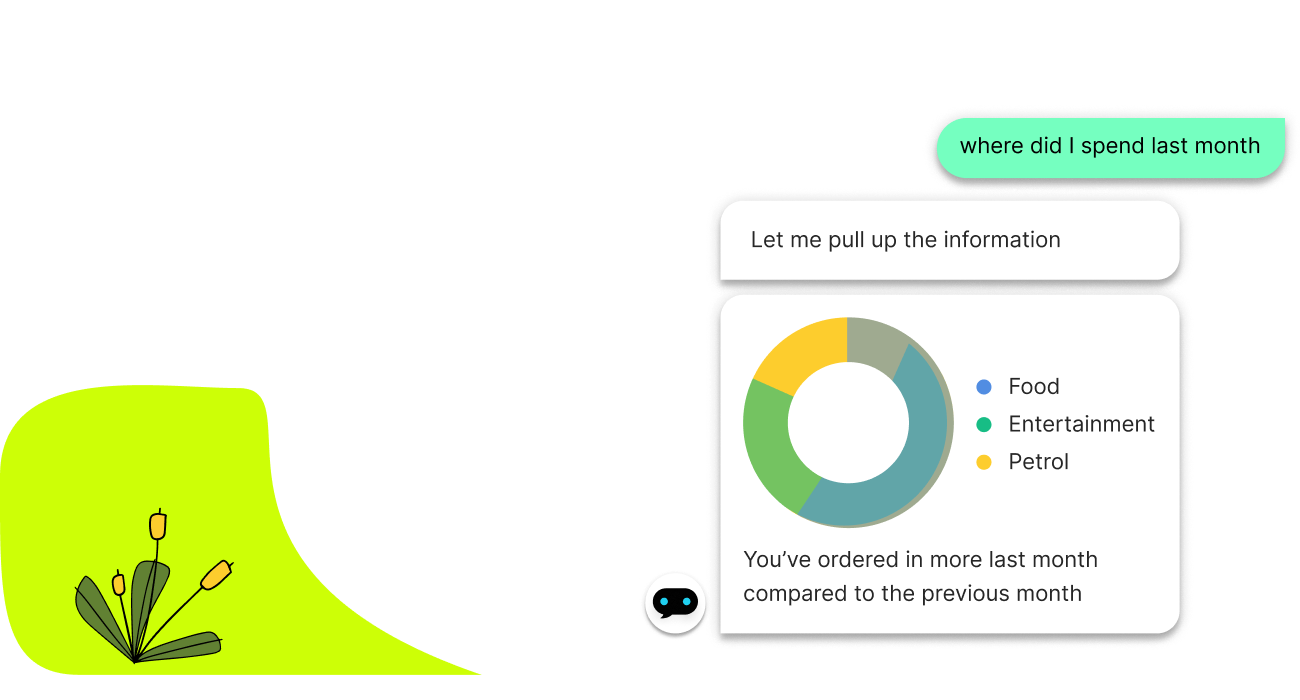 where did I spend last month
Let me pull up the information
Food
Entertainment
Petrol
You’ve ordered in more last month
compared to the previous month